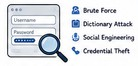 Username
Password
Brute Force
Dictionary Attack
Social Engineering
Credential Theft